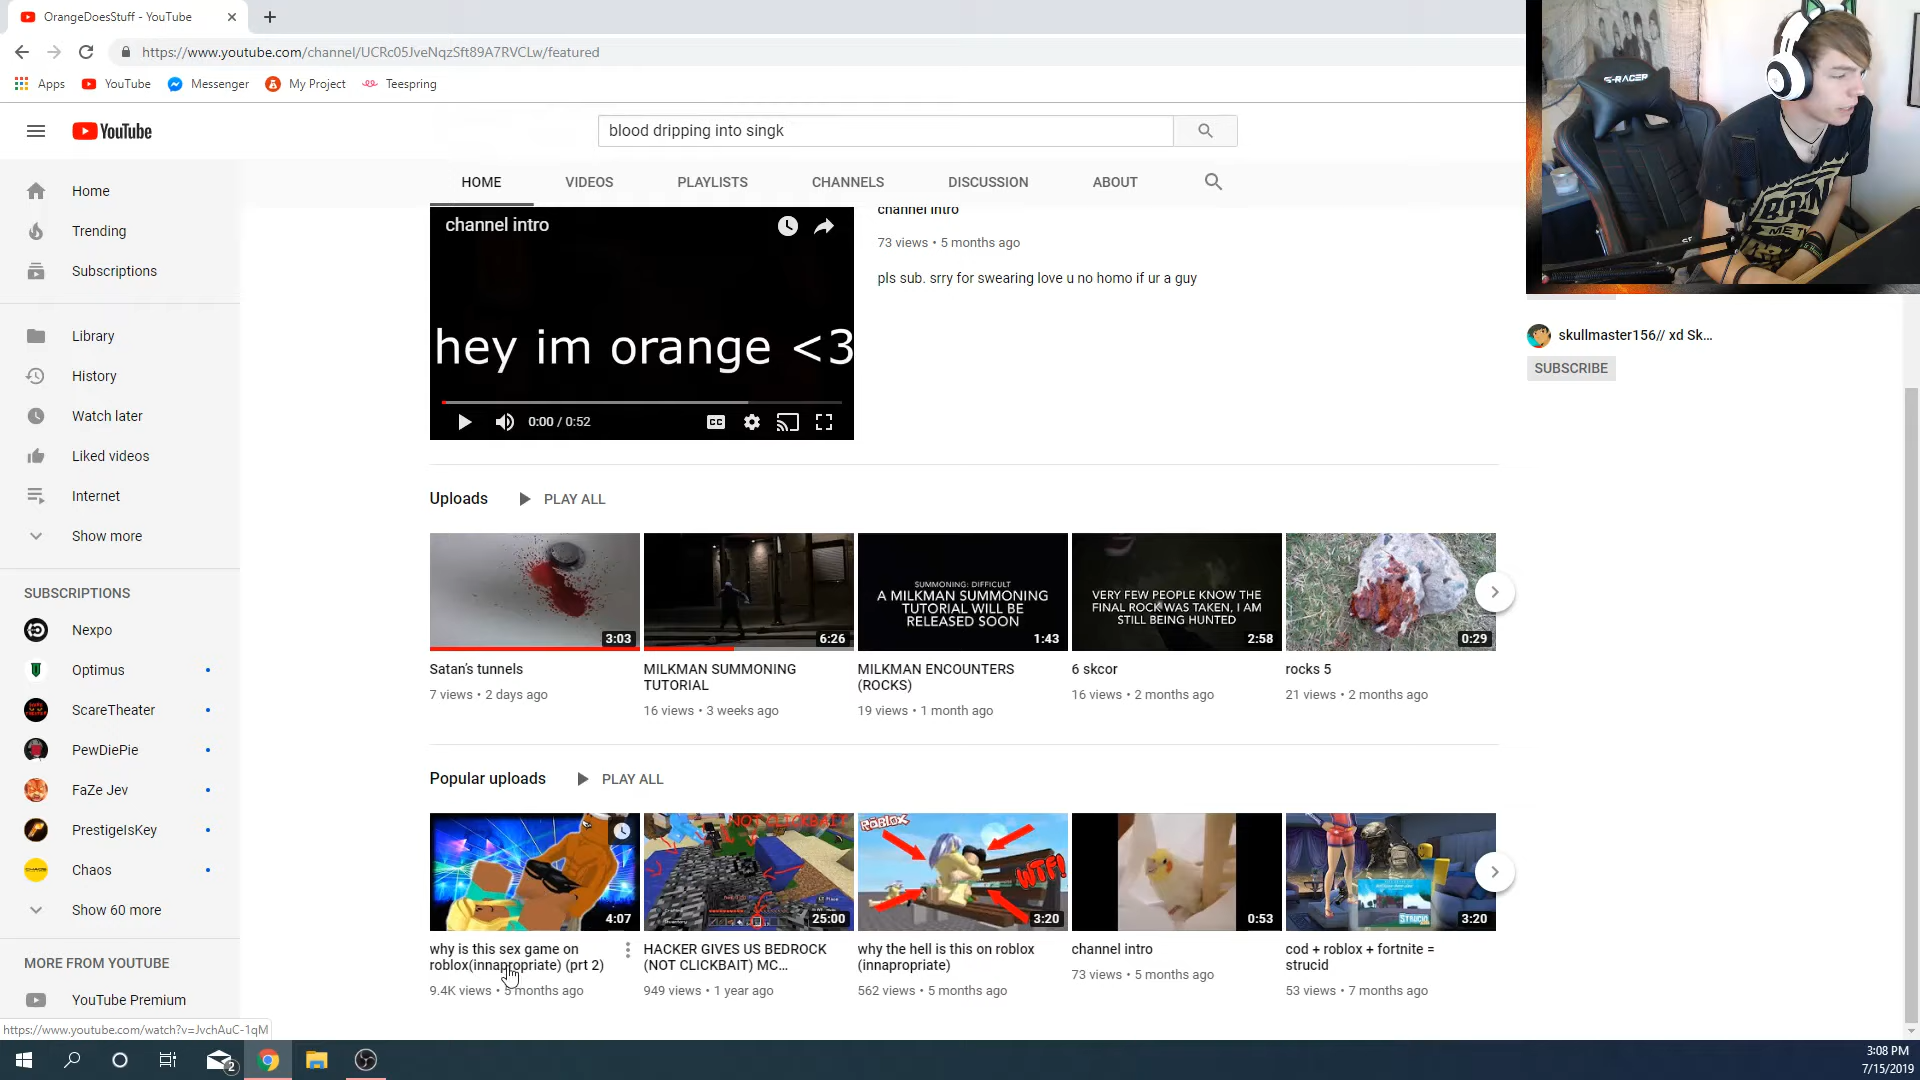 OrangeDoesStuff - YouTube
https://www.youtube.com/channel/UCRc05JveNqzSft89A7RVCLw/featured
Apps YouTube Messenger My Project Teespring
YouTube
blood dripping into singk
HOME VIDEOS PLAYLISTS CHANNELS DISCUSSION ABOUT
Home
Trending
Subscriptions
Library
History
Watch later
Liked videos
Internet
Show more
SUBSCRIPTIONS
Nexpo
Optimus
ScareTheater
PewDiePie
FaZe Jev
PrestigeIsKey
Chaos
Show 60 more
MORE FROM YOUTUBE
YouTube Premium
https://www.youtube.com/watch?v=JvchAuC-1qM
channel intro
hey im orange <3
0:00 / 0:52
CC
channel intro
73 views • 5 months ago
pls sub. srry for swearing love u no homo if ur a guy
S-RACER
skullmaster156// xd Sk...
SUBSCRIBE
Uploads PLAY ALL
3:03
Satan's tunnels
7 views • 2 days ago
6:26
MILKMAN SUMMONING
TUTORIAL
16 views • 3 weeks ago
SUMMONING: DIFFICULT
A MILKMAN SUMMONING
TUTORIAL WILL BE
RELEASED SOON
1:43
MILKMAN ENCOUNTERS
(ROCKS)
19 views • 1 month ago
VERY FEW PEOPLE KNOW THE
FINAL ROCK WAS TAKEN, I AM
STILL BEING HUNTED
2:58
6 skcor
16 views • 2 months ago
0:29
rocks 5
21 views • 2 months ago
Popular uploads PLAY ALL
4:07
why is this sex game on
roblox(innapropriate) (prt 2)
9.4K views • 5 months ago
NOT CLICKBAIT
25:00
HACKER GIVES US BEDROCK
(NOT CLICKBAIT) MC...
949 views • 1 year ago
ROBLOX
WTF!
3:20
why the hell is this on roblox
(innapropriate)
562 views • 5 months ago
0:53
channel intro
73 views • 5 months ago
STRUCID
3:20
cod + roblox + fortnite =
strucid
53 views • 7 months ago
2
3:08 PM
7/15/2019